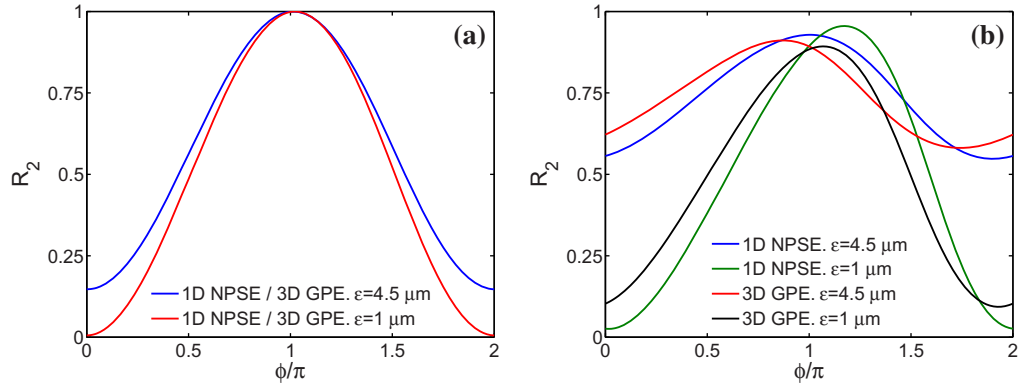 (a)
R2
1
0.75
0.5
0.25
0
1D NPSE / 3D GPE. ε=4.5 μm
1D NPSE / 3D GPE. ε=1 μm
0 0.5 1 1.5 2
ϕ/π
(b)
R2
1
0.75
0.5
0.25
0
1D NPSE. ε=4.5 μm
1D NPSE. ε=1 μm
3D GPE. ε=4.5 μm
3D GPE. ε=1 μm
0 0.5 1 1.5 2
ϕ/π